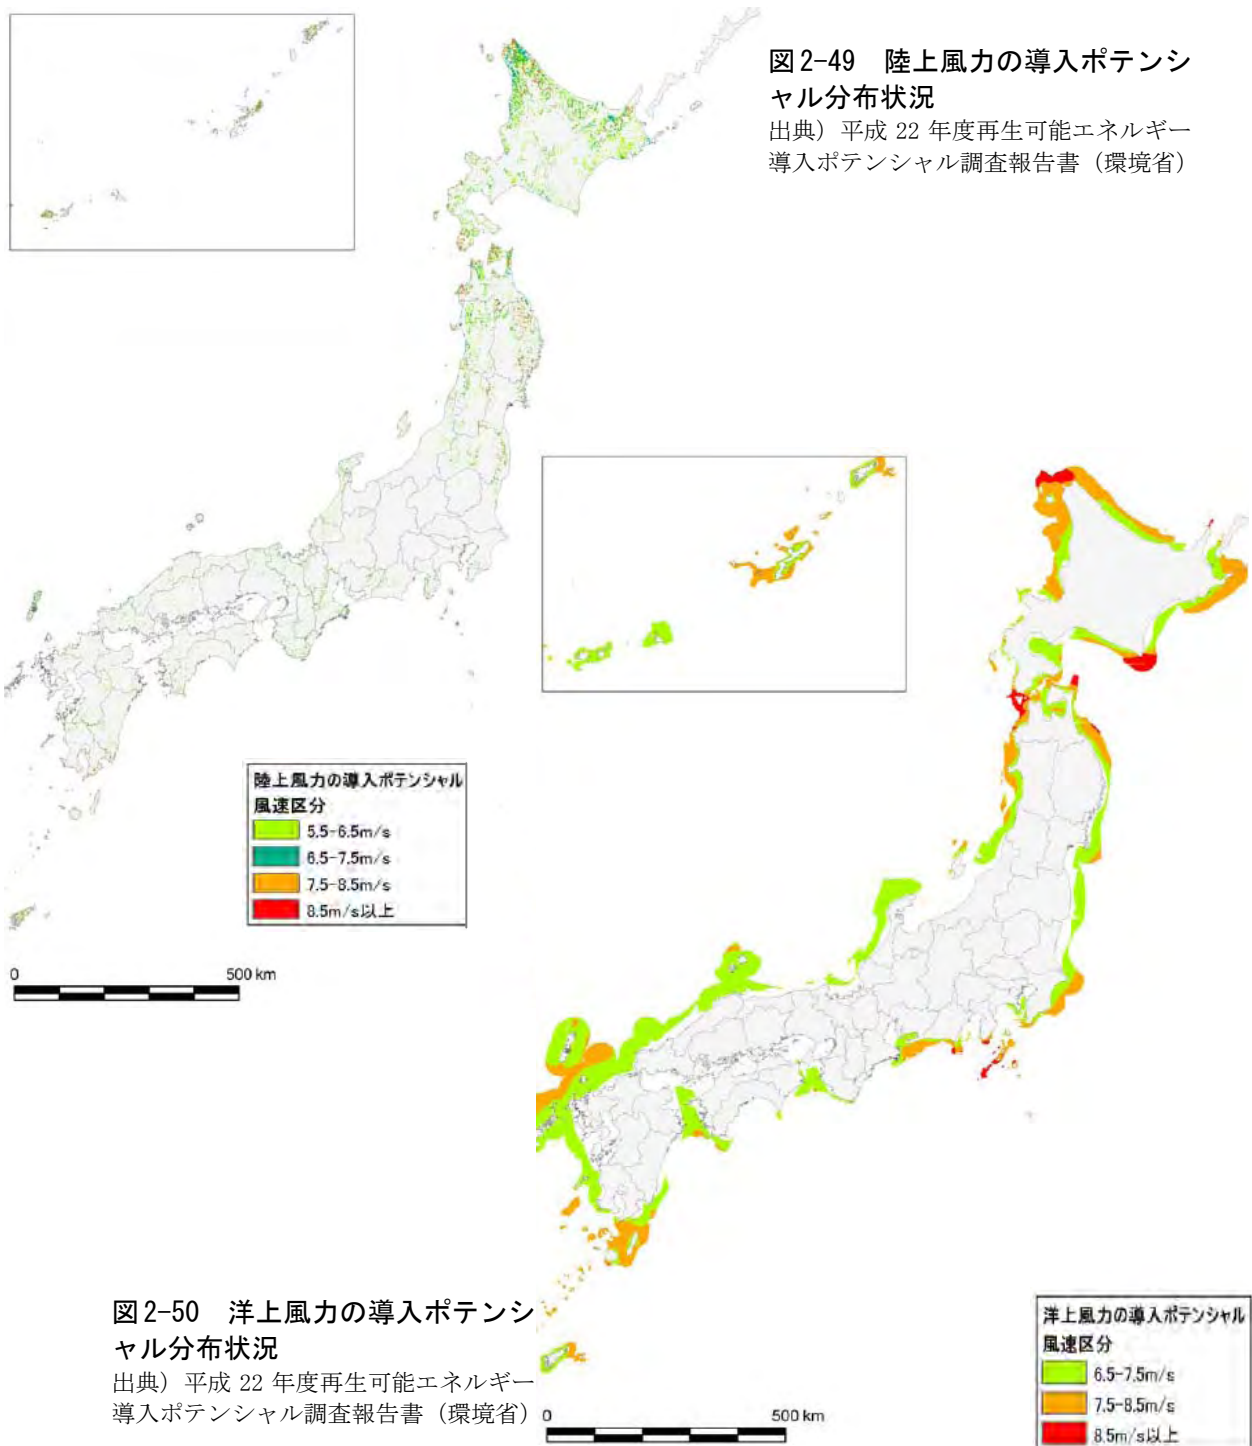 図2-49　陸上風力の導入ポテンシ
ャル分布状況
出典）平成 22 年度再生可能エネルギー
導入ポテンシャル調査報告書（環境省）
陸上風力の導入ポテンシャル
風速区分
5.5-6.5m/s
6.5-7.5m/s
7.5-8.5m/s
8.5m/s以上
0 500 km
図2-50　洋上風力の導入ポテンシ
ャル分布状況
出典）平成 22 年度再生可能エネルギー
導入ポテンシャル調査報告書（環境省）
0 500 km
洋上風力の導入ポテンシャル
風速区分
6.5-7.5m/s
7.5-8.5m/s
8.5m/s以上